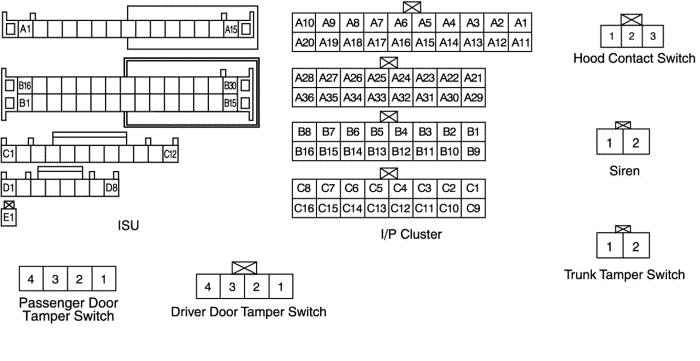 A1 A15
B16 B30
B1 B15
C1 C12
D1 D8
E1
ISU
A10 A9 A8 A7 A6 A5 A4 A3 A2 A1
A20 A19 A18 A17 A16 A15 A14 A13 A12 A11
A28 A27 A26 A25 A24 A23 A22 A21
A36 A35 A34 A33 A32 A31 A30 A29
B8 B7 B6 B5 B4 B3 B2 B1
B16 B15 B14 B13 B12 B11 B10 B9
C8 C7 C6 C5 C4 C3 C2 C1
C16 C15 C14 C13 C12 C11 C10 C9
I/P Cluster
1 2 3
Hood Contact Switch
1 2
Siren
1 2
Trunk Tamper Switch
4 3 2 1
Passenger Door
Tamper Switch
4 3 2 1
Driver Door Tamper Switch